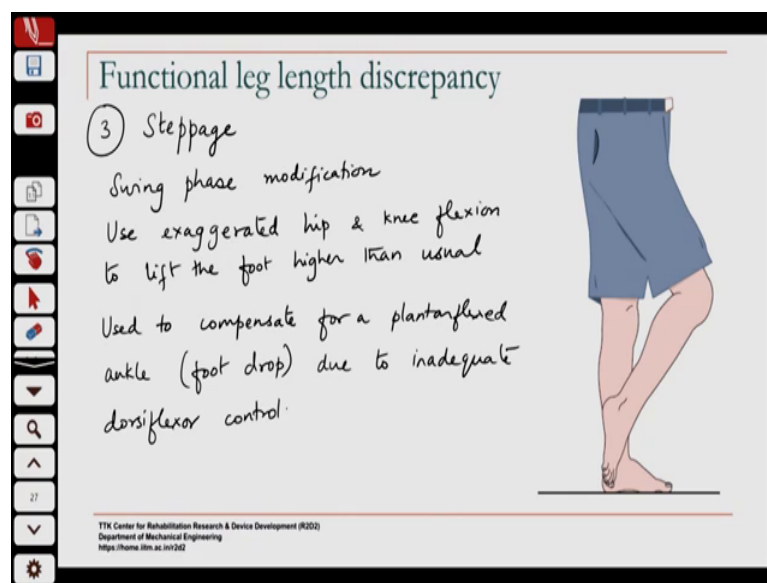 Functional leg length discrepancy
3 Steppage
Swing phase modification
Use exaggerated hip & knee flexion
to lift the foot higher than usual
Used to compensate for a plantarflexed
ankle (foot drop) due to inadequate
dorsiflexor control.
27
TTK Center for Rehabilitation Research & Device Development (R2D2)
Department of Mechanical Engineering
https://home.iitm.ac.in/r2d2